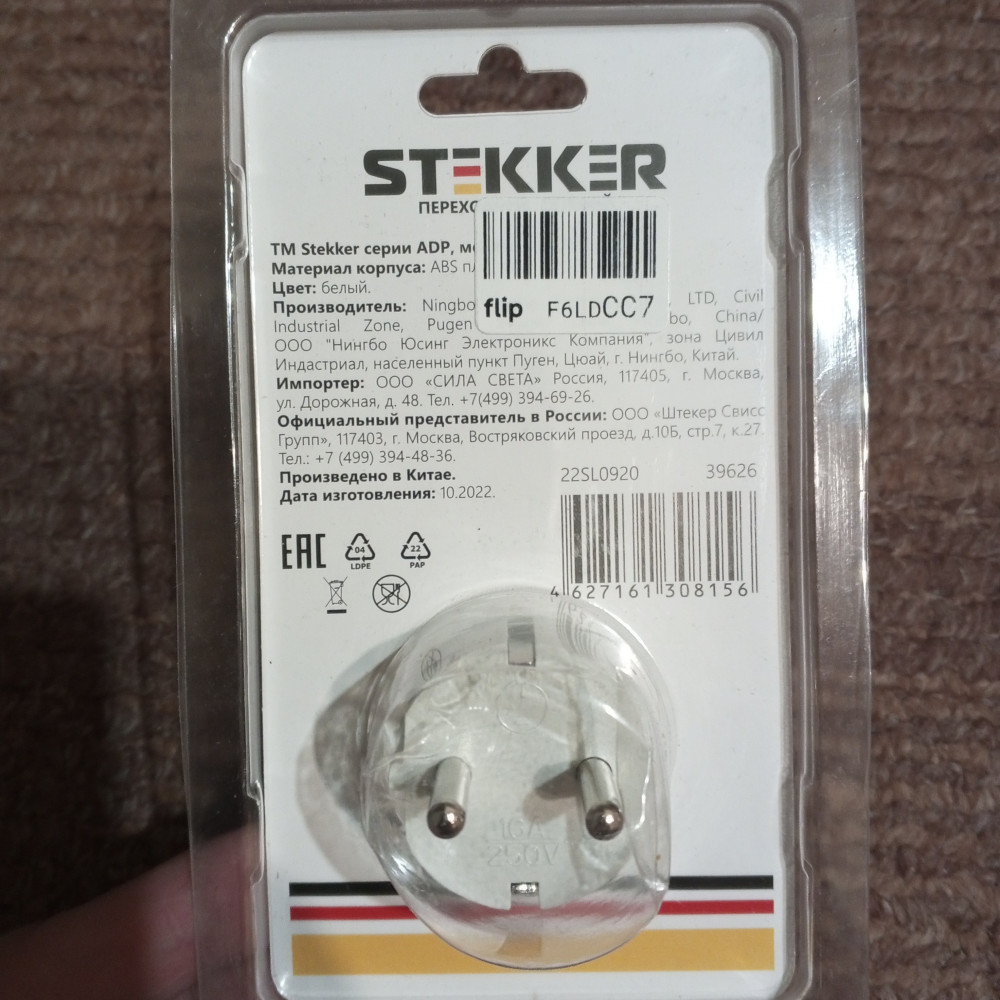 STEKKER
ПЕРЕХО
flip F6LDCC7
ТМ Stekker серии ADP,
Материал корпуса: ABS
Цвет: белый.
Производитель: Ningbo LTD, Civil
Industrial Zone, Pugen China/
ООО "Нингбо Юсинг Электроникс Компания", зона Цивил
Индастриал, населенный пункт Пуген, Цюай, г. Нингбо, Китай.
Импортер: ООО «СИЛА СВЕТА» Россия, 117405, г. Москва,
ул. Дорожная, д. 48. Тел. +7(499) 394-69-26.
Официальный представитель в России: ООО «Штекер Свисс
Групп», 117403, г. Москва, Востряковский проезд, д.10Б, стр.7, к.27.
Тел.: +7 (499) 394-48-36.
Произведено в Китае.
Дата изготовления: 10.2022.
22SL0920 39626
4 627161 308156
EAC
04
LDPE
22
PAP
16A
250V